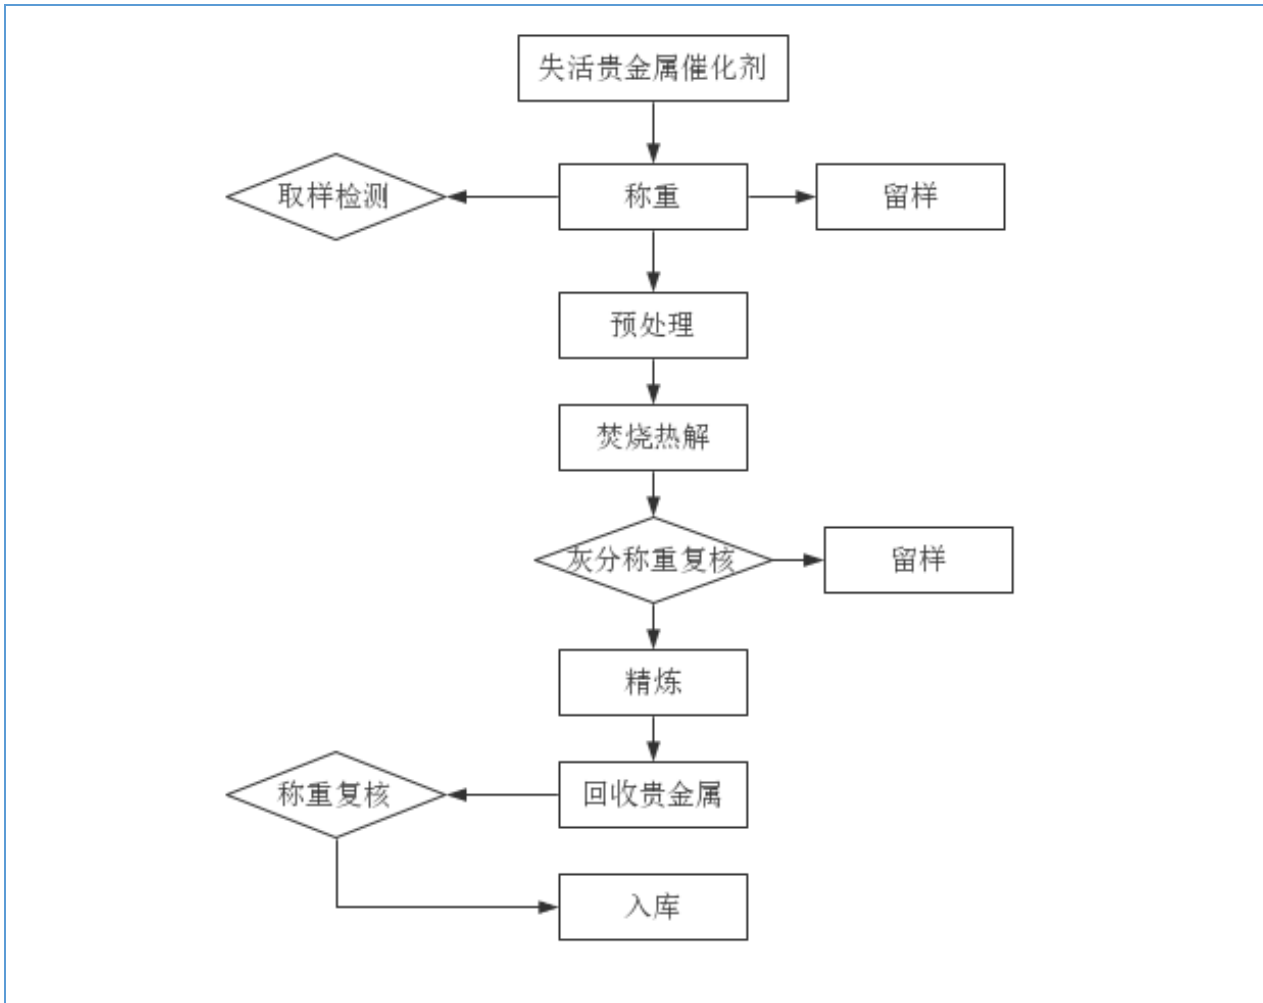 失活贵金属催化剂
取样检测
称重
留样
预处理
焚烧热解
灰分称重复核
留样
精炼
称重复核
回收贵金属
入库